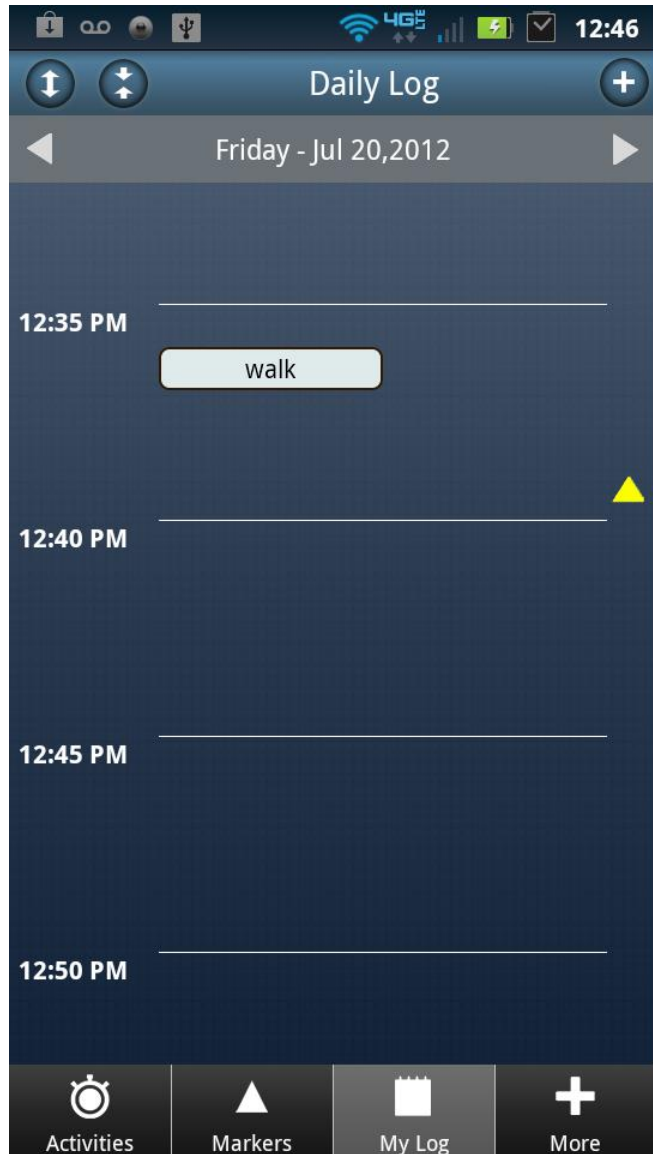 4G LTE 12:46
Daily Log
Friday - Jul 20,2012
12:35 PM
walk
12:40 PM
12:45 PM
12:50 PM
Activities Markers My Log More